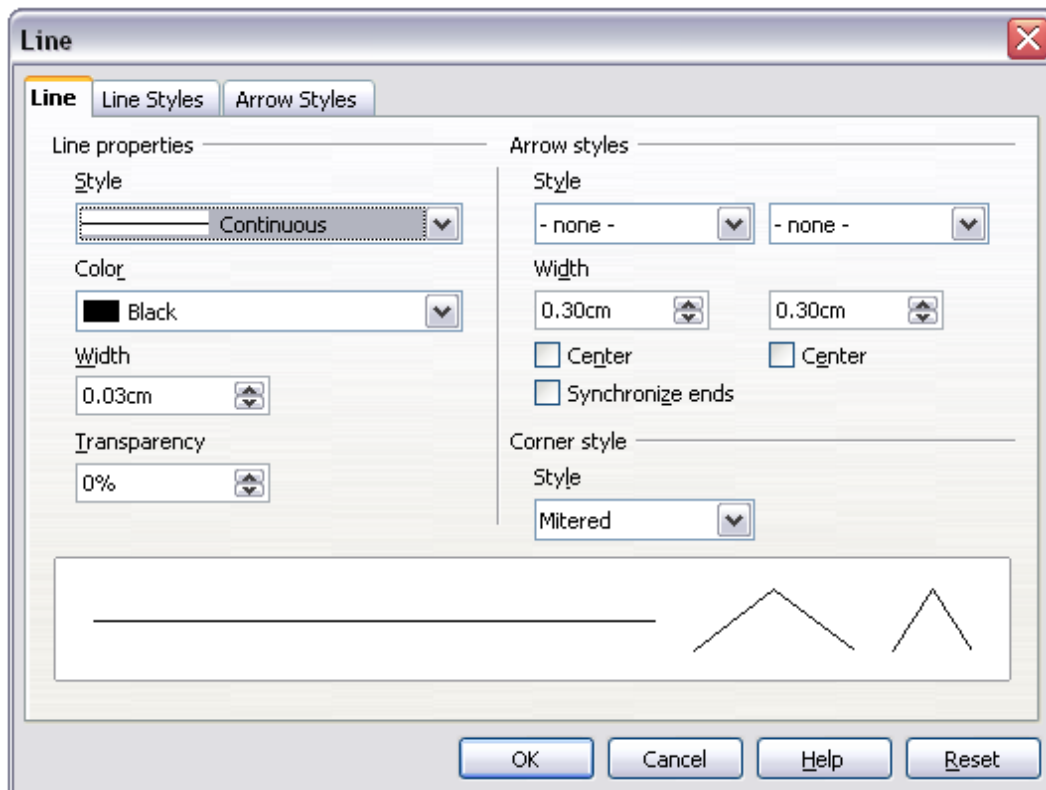 Line
Line Line Styles Arrow Styles
Line properties
Style
Continuous
Color
Black
Width
0.03cm
Transparency
0%
Arrow styles
Style
- none - - none -
Width
0.30cm 0.30cm
Center Center
Synchronize ends
Corner style
Style
Mitered
OK Cancel Help Reset